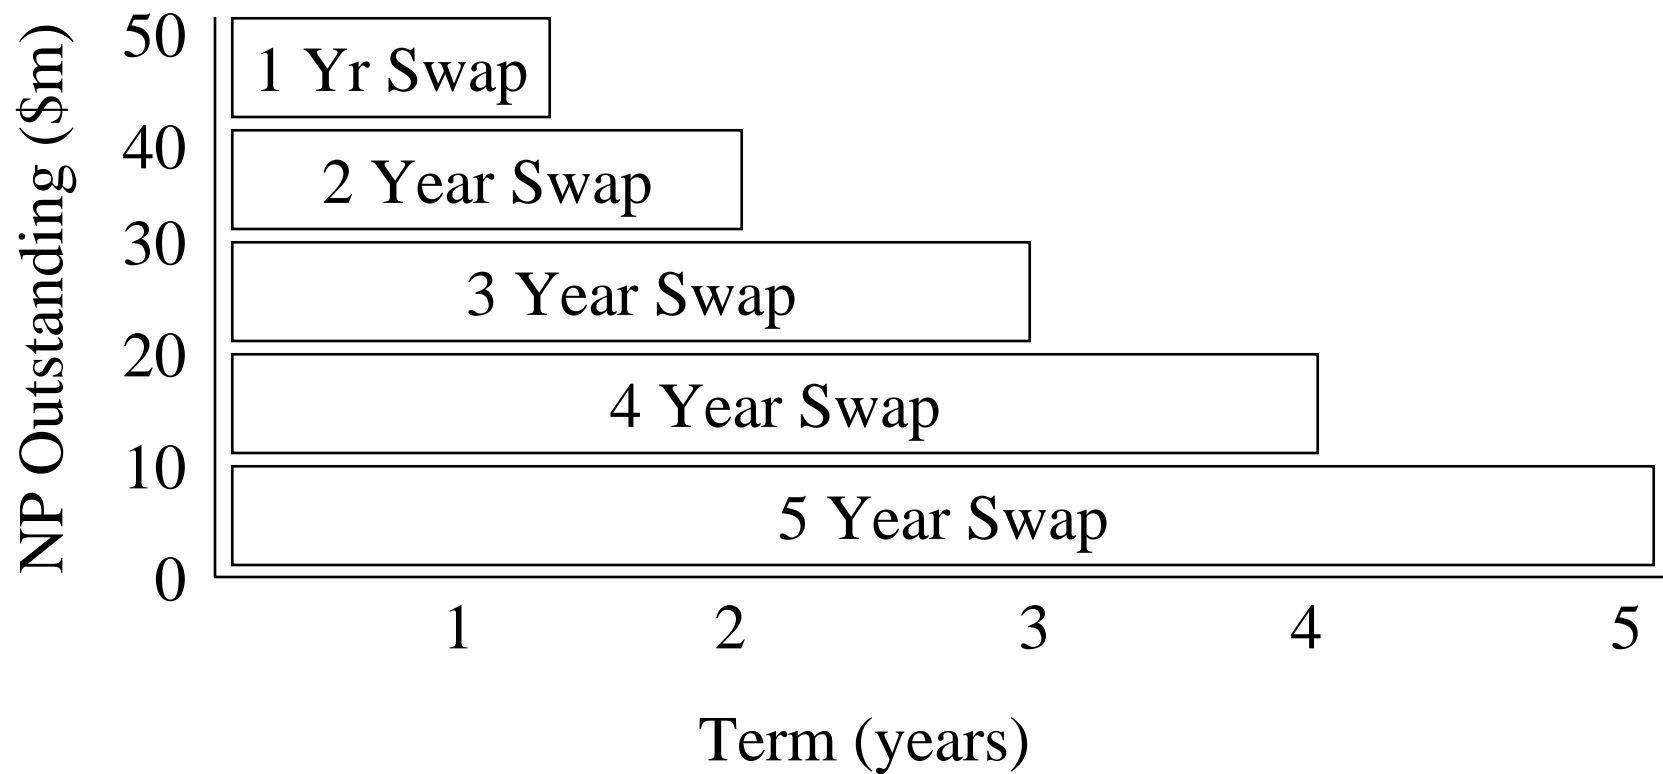 NP Outstanding ($m)
50
1 Yr Swap
40
2 Year Swap
30
3 Year Swap
20
4 Year Swap
10
5 Year Swap
0
1 2 3 4 5
Term (years)